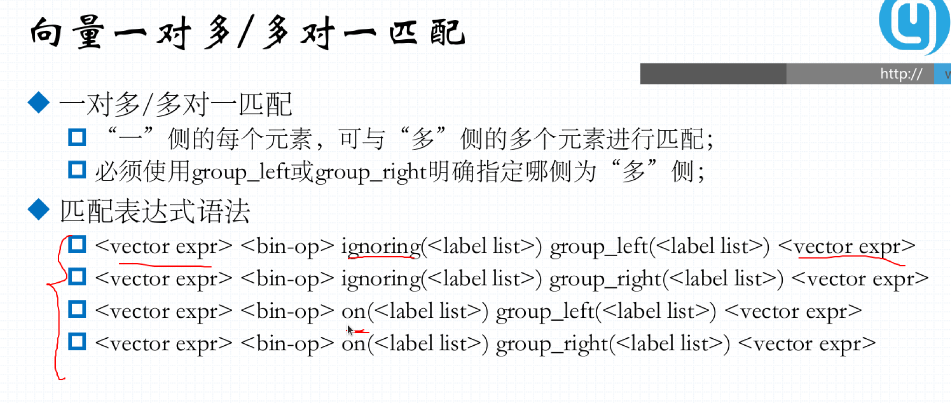 向量一对多/多对一匹配
http://
一对多/多对一匹配
“一”侧的每个元素，可与“多”侧的多个元素进行匹配；
必须使用group_left或group_right明确指定哪侧为“多”侧；
匹配表达式语法
<vector expr> <bin-op> ignoring(<label list>) group_left(<label list>) <vector expr>
<vector expr> <bin-op> ignoring(<label list>) group_right(<label list>) <vector expr>
<vector expr> <bin-op> on(<label list>) group_left(<label list>) <vector expr>
<vector expr> <bin-op> on(<label list>) group_right(<label list>) <vector expr>